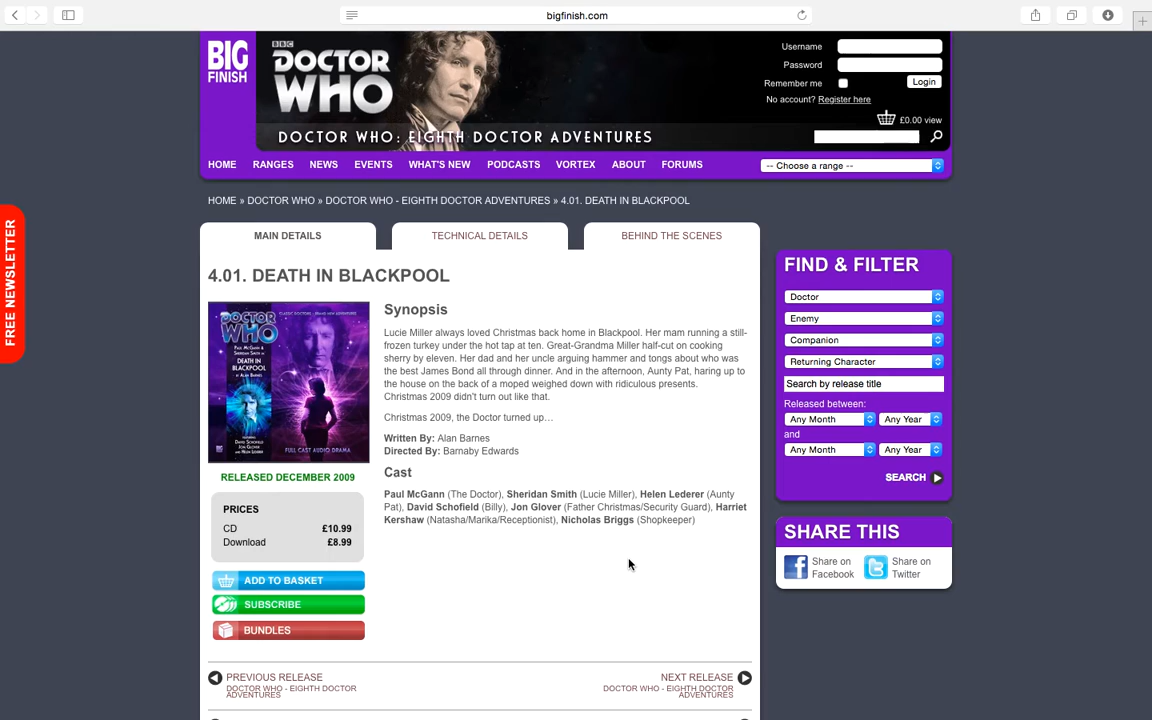 bigfinish.com
BIG
FINISH
BBC
DOCTOR
WHO
DOCTOR WHO: EIGHTH DOCTOR ADVENTURES
Username
Password
Remember me
Login
No account? Register here
£0.00 view
HOME RANGES NEWS EVENTS WHAT'S NEW PODCASTS VORTEX ABOUT FORUMS
-- Choose a range --
HOME » DOCTOR WHO » DOCTOR WHO - EIGHTH DOCTOR ADVENTURES » 4.01. DEATH IN BLACKPOOL
FREE NEWSLETTER
MAIN DETAILS
TECHNICAL DETAILS
BEHIND THE SCENES
4.01. DEATH IN BLACKPOOL
DOCTOR
WHO
PAUL McGANN
SHERIDAN SMITH IN
DEATH IN
BLACKPOOL
BY ALAN BARNES
FULL CAST AUDIO DRAMA
RELEASED DECEMBER 2009
PRICES
CD £10.99
Download £8.99
ADD TO BASKET
SUBSCRIBE
BUNDLES
Synopsis
Lucie Miller always loved Christmas back home in Blackpool. Her mam running a still-
frozen turkey under the hot tap at ten. Great-Grandma Miller half-cut on cooking
sherry by eleven. Her dad and her uncle arguing hammer and tongs about who was
the best James Bond all through dinner. And in the afternoon, Aunty Pat, haring up to
the house on the back of a moped weighed down with ridiculous presents.
Christmas 2009 didn't turn out like that.
Christmas 2009, the Doctor turned up…
Written By: Alan Barnes
Directed By: Barnaby Edwards
Cast
Paul McGann (The Doctor), Sheridan Smith (Lucie Miller), Helen Lederer (Aunty
Pat), David Schofield (Billy), Jon Glover (Father Christmas/Security Guard), Harriet
Kershaw (Natasha/Marika/Receptionist), Nicholas Briggs (Shopkeeper)
FIND & FILTER
Doctor
Enemy
Companion
Returning Character
Search by release title
Released between:
Any Month Any Year
and
Any Month Any Year
SEARCH
SHARE THIS
Share on
Facebook
Share on
Twitter
PREVIOUS RELEASE
DOCTOR WHO - EIGHTH DOCTOR
ADVENTURES
NEXT RELEASE
DOCTOR WHO - EIGHTH DOCTOR
ADVENTURES